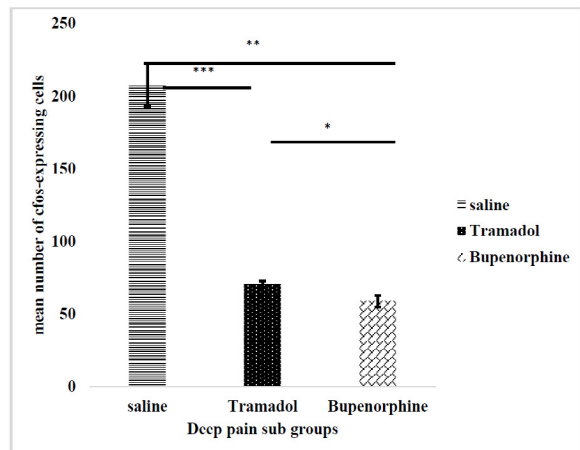 250
**
***
200
*
150
100
50
0
mean number of cfos-expressing cells
saline
Tramadol
Bupenorphine
saline Tramadol Bupenorphine
Deep pain sub groups